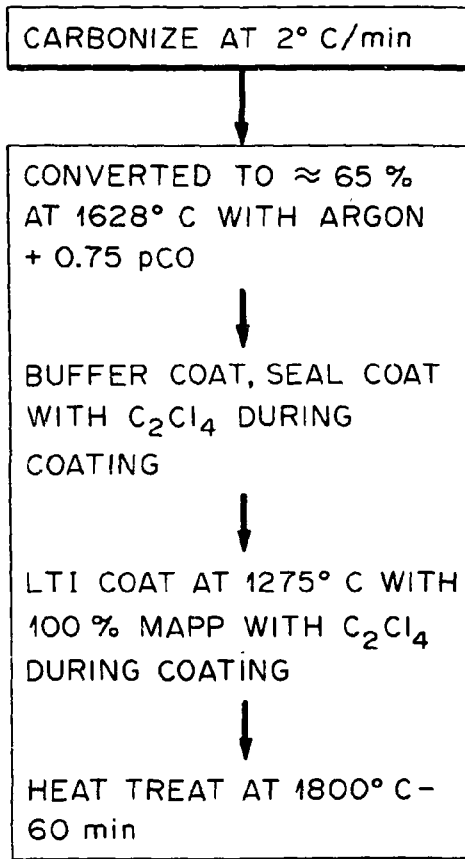 CARBONIZE AT 2° C/min
CONVERTED TO ≈ 65 %
AT 1628° C WITH ARGON
+ 0.75 pCO
BUFFER COAT, SEAL COAT
WITH C₂Cl₄ DURING
COATING
LTI COAT AT 1275° C WITH
100 % MAPP WITH C₂Cl₄
DURING COATING
HEAT TREAT AT 1800° C–
60 min